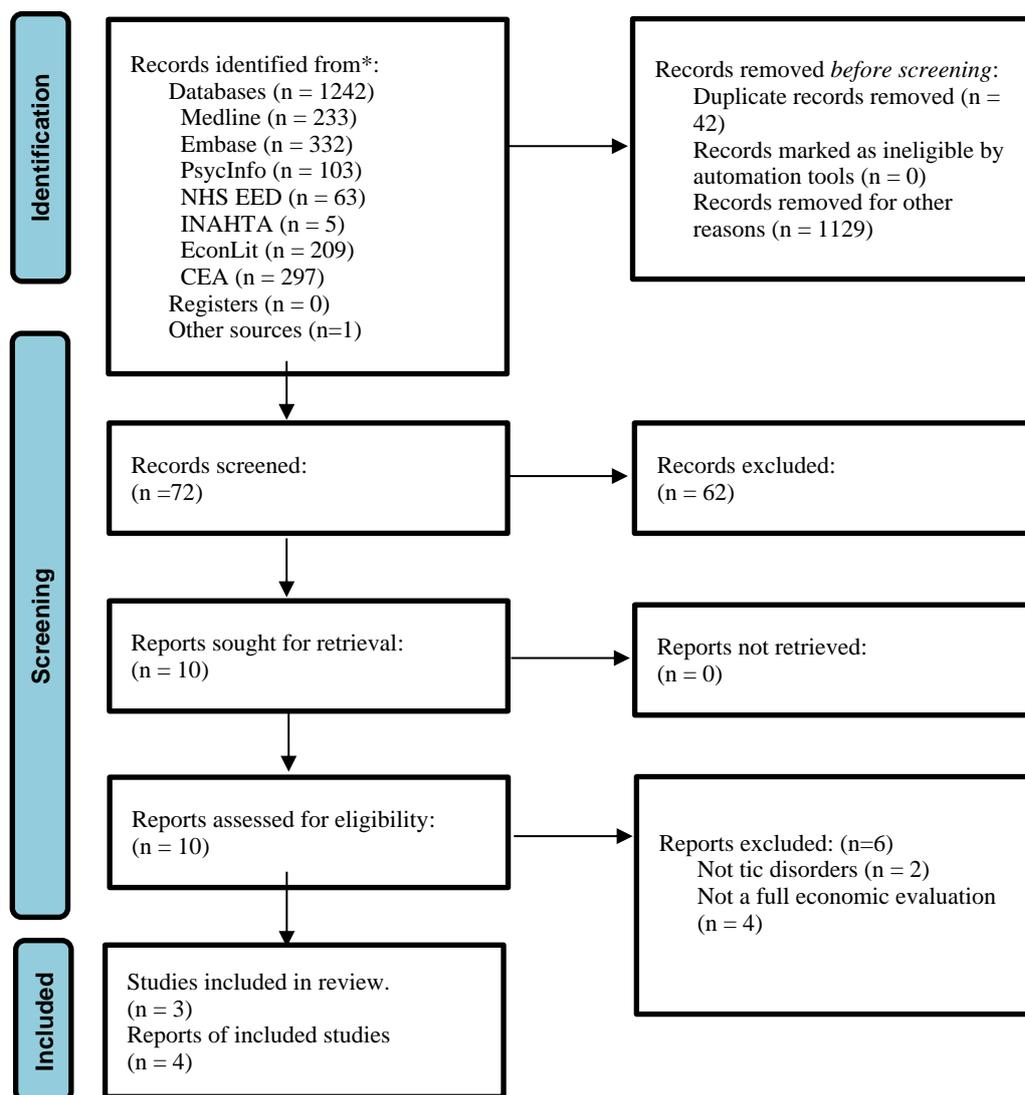 Identification
Records identified from*:
Databases (n = 1242)
Medline (n = 233)
Embase (n = 332)
PsycInfo (n = 103)
NHS EED (n = 63)
INAHTA (n = 5)
EconLit (n = 209)
CEA (n = 297)
Registers (n = 0)
Other sources (n=1)
Records removed before screening:
Duplicate records removed (n =
42)
Records marked as ineligible by
automation tools (n = 0)
Records removed for other
reasons (n = 1129)
Screening
Records screened:
(n =72)
Records excluded:
(n = 62)
Reports sought for retrieval:
(n = 10)
Reports not retrieved:
(n = 0)
Reports assessed for eligibility:
(n = 10)
Reports excluded: (n=6)
Not tic disorders (n = 2)
Not a full economic evaluation
(n = 4)
Included
Studies included in review.
(n = 3)
Reports of included studies
(n = 4)